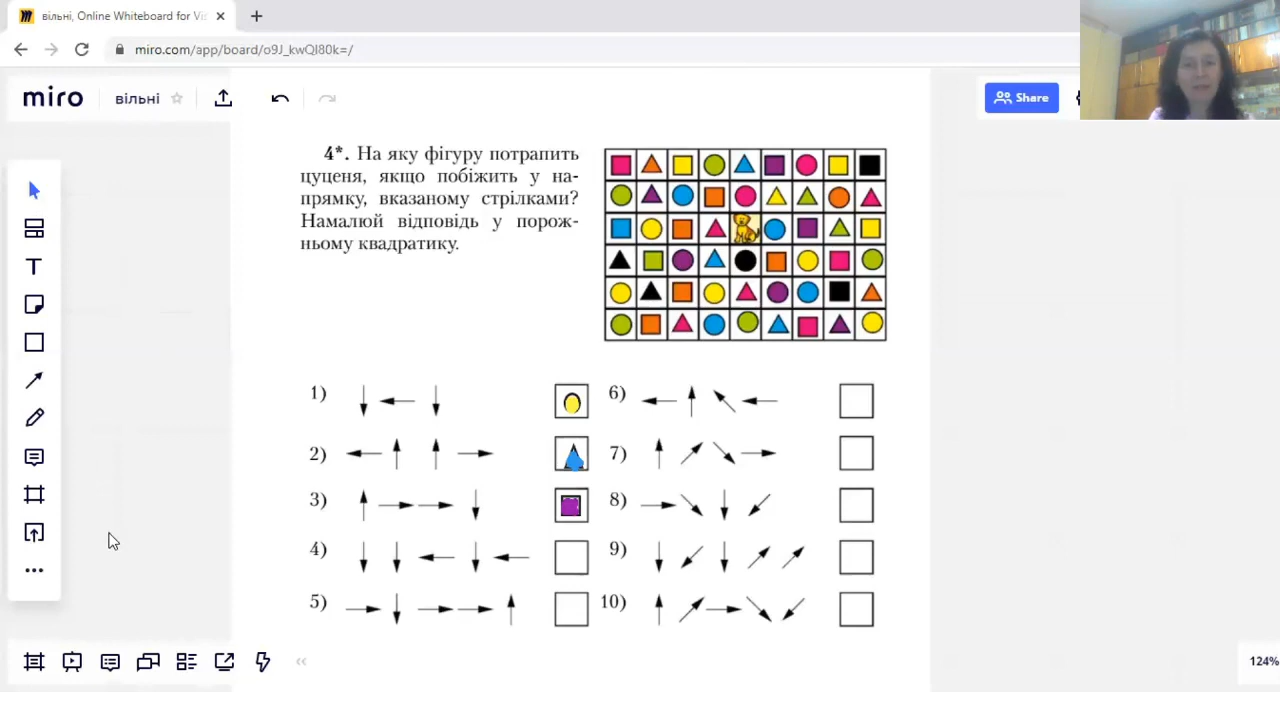 вільні, Online Whiteboard for Vis
miro.com/app/board/o9J_kwQl80k=/
miro
вільні
Share
4*. На яку фігуру потрапить
цуценя, якщо побіжить у на-
прямку, вказаному стрілками?
Намалюй відповідь у порож-
ньому квадратику.
1)
2)
3)
4)
5)
6)
7)
8)
9)
10)
T
124%